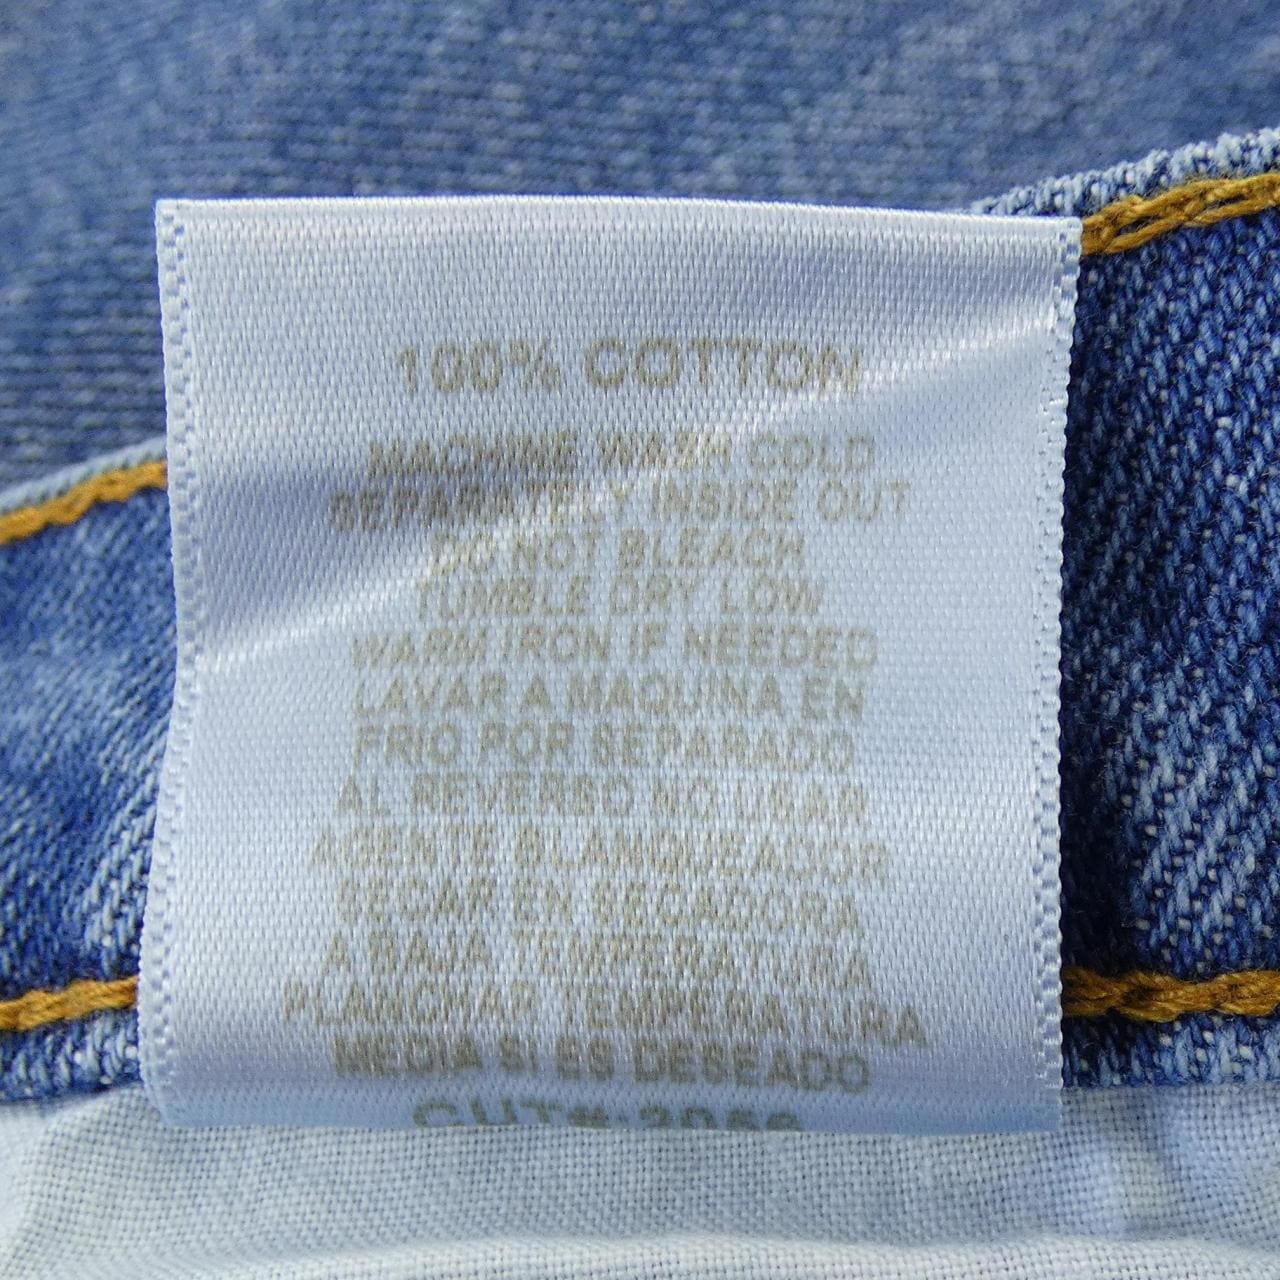 100% COTTON
MACHINE WASH COLD
SEPARATELY INSIDE OUT
DO NOT BLEACH
TUMBLE DRY LOW
WARM IRON IF NEEDED
LAVAR A MAQUINA EN
FRIO POR SEPARADO
AL REVERSO NO USAR
AGENTE BLANQUEADOR
SECAR EN SECADORA
A BAJA TEMPERATURA
PLANCHAR TEMPERATURA
MEDIA SI ES DESEADO
CUT#: